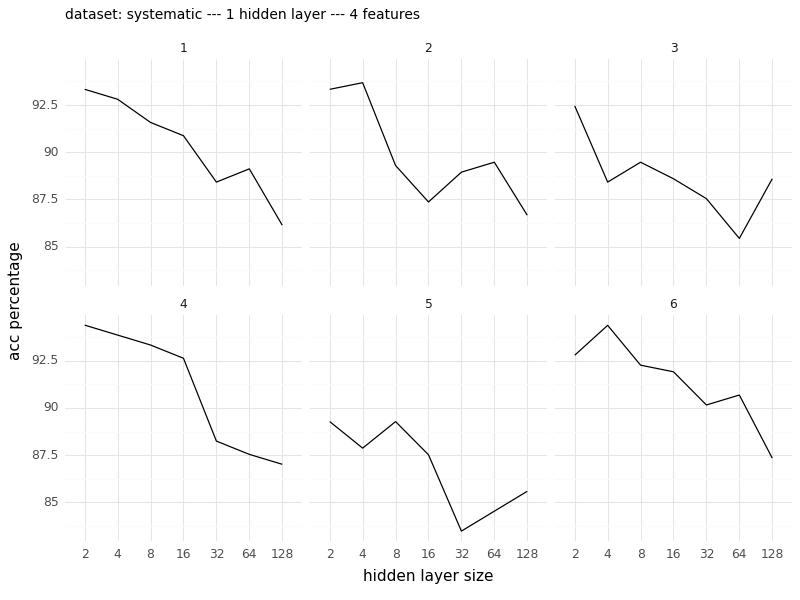 dataset: systematic --- 1 hidden layer --- 4 features
1 2 3
92.5
90
87.5
85
acc percentage
4 5 6
92.5
90
87.5
85
2 4 8 16 32 64 128 2 4 8 16 32 64 128 2 4 8 16 32 64 128
hidden layer size